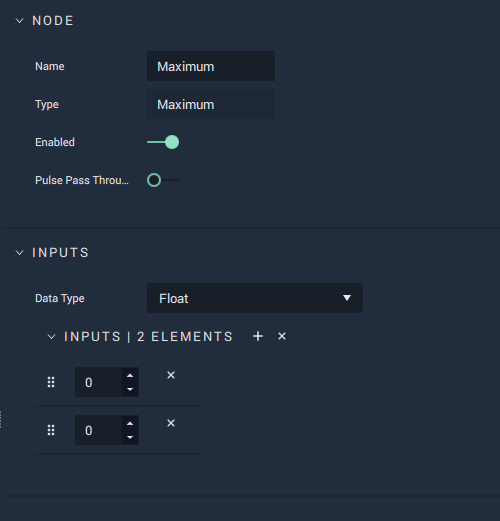 NODE
Name Maximum
Type Maximum
Enabled
Pulse Pass Throu...
INPUTS
Data Type Float
INPUTS | 2 ELEMENTS
0
0